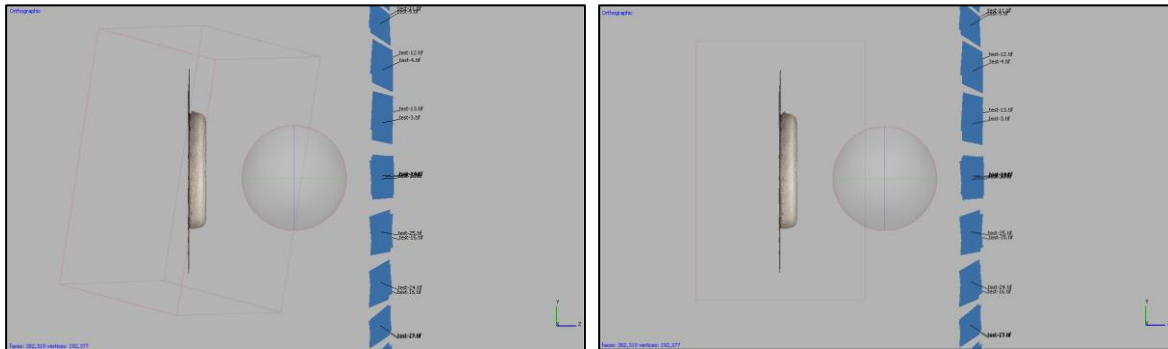 Orthographic
test-12.tif
test-4.tif
test-13.tif
test-3.tif
test-25.tif
test-15.tif
test-24.tif
test-16.tif
Y
Z
faces: 382,319 vertices: 192,377
Orthographic
test-12.tif
test-4.tif
test-13.tif
test-3.tif
test-25.tif
test-15.tif
test-24.tif
test-16.tif
Y
Z
faces: 382,319 vertices: 192,377